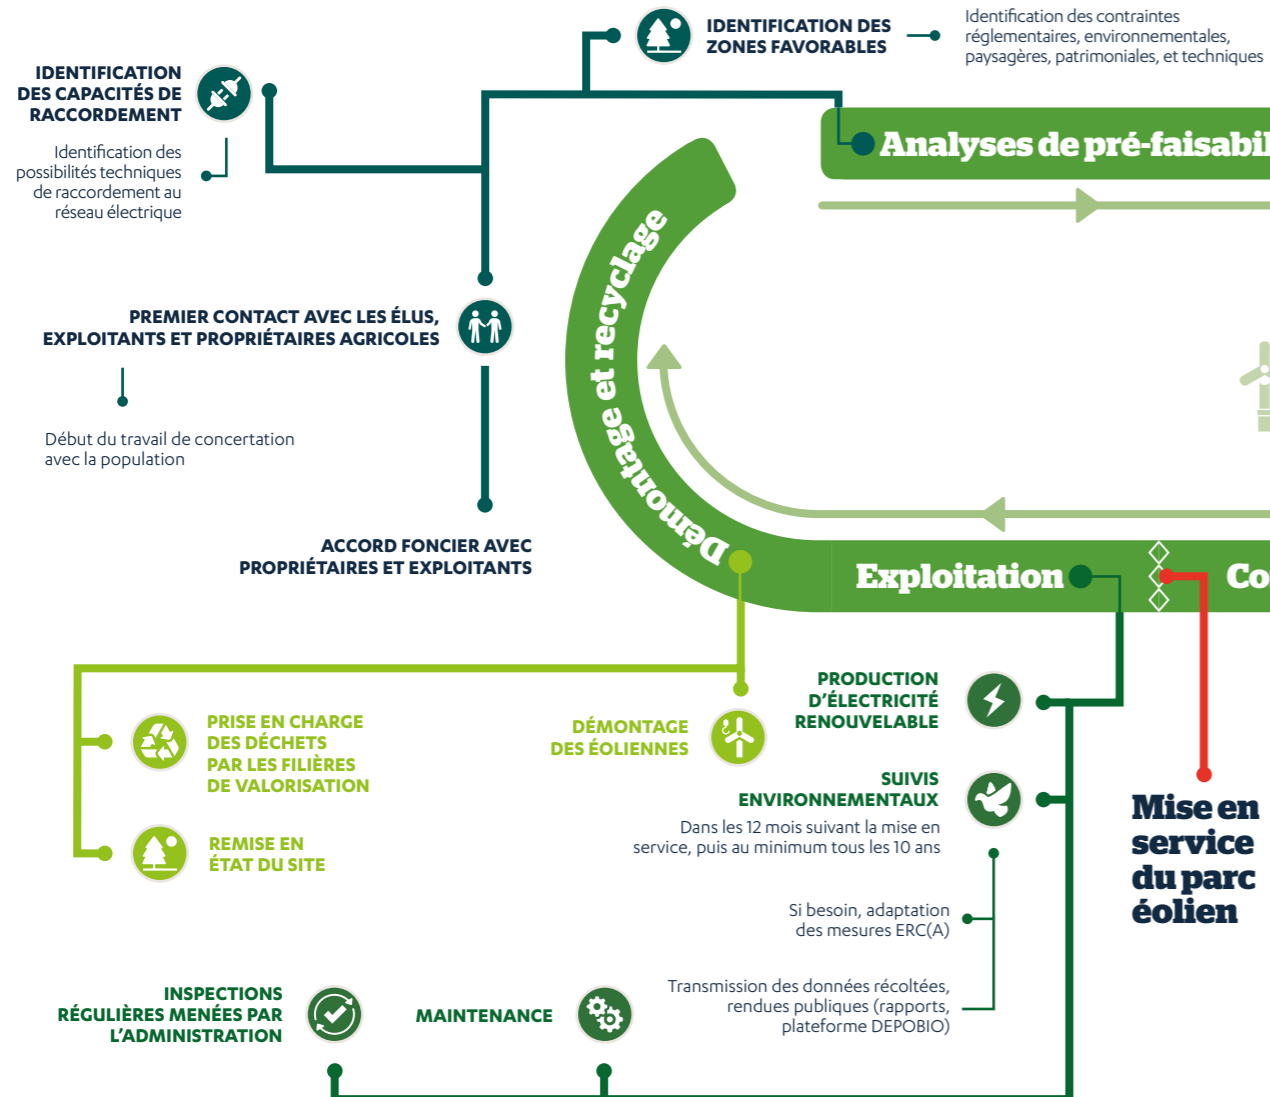 IDENTIFICATION DES
ZONES FAVORABLES
Identification des contraintes
réglementaires, environnementales,
paysagères, patrimoniales, et techniques
IDENTIFICATION
DES CAPACITÉS DE
RACCORDEMENT
Identification des
possibilités techniques
de raccordement au
réseau électrique
Analyses de pré-faisabil
PREMIER CONTACT AVEC LES ÉLUS,
EXPLOITANTS ET PROPRIÉTAIRES AGRICOLES
Début du travail de concertation
avec la population
ACCORD FONCIER AVEC
PROPRIÉTAIRES ET EXPLOITANTS
Démontage et recyclage
Exploitation
Co
PRISE EN CHARGE
DES DÉCHETS
PAR LES FILIÈRES
DE VALORISATION
REMISE EN
ÉTAT DU SITE
DÉMONTAGE
DES ÉOLIENNES
PRODUCTION
D'ÉLECTRICITÉ
RENOUVELABLE
SUIVIS
ENVIRONNEMENTAUX
Dans les 12 mois suivant la mise en
service, puis au minimum tous les 10 ans
Si besoin, adaptation
des mesures ERC(A)
Transmission des données récoltées,
rendues publiques (rapports,
plateforme DEPOBIO)
Mise en
service
du parc
éolien
INSPECTIONS
RÉGULIÈRES MENÉES PAR
L'ADMINISTRATION
MAINTENANCE